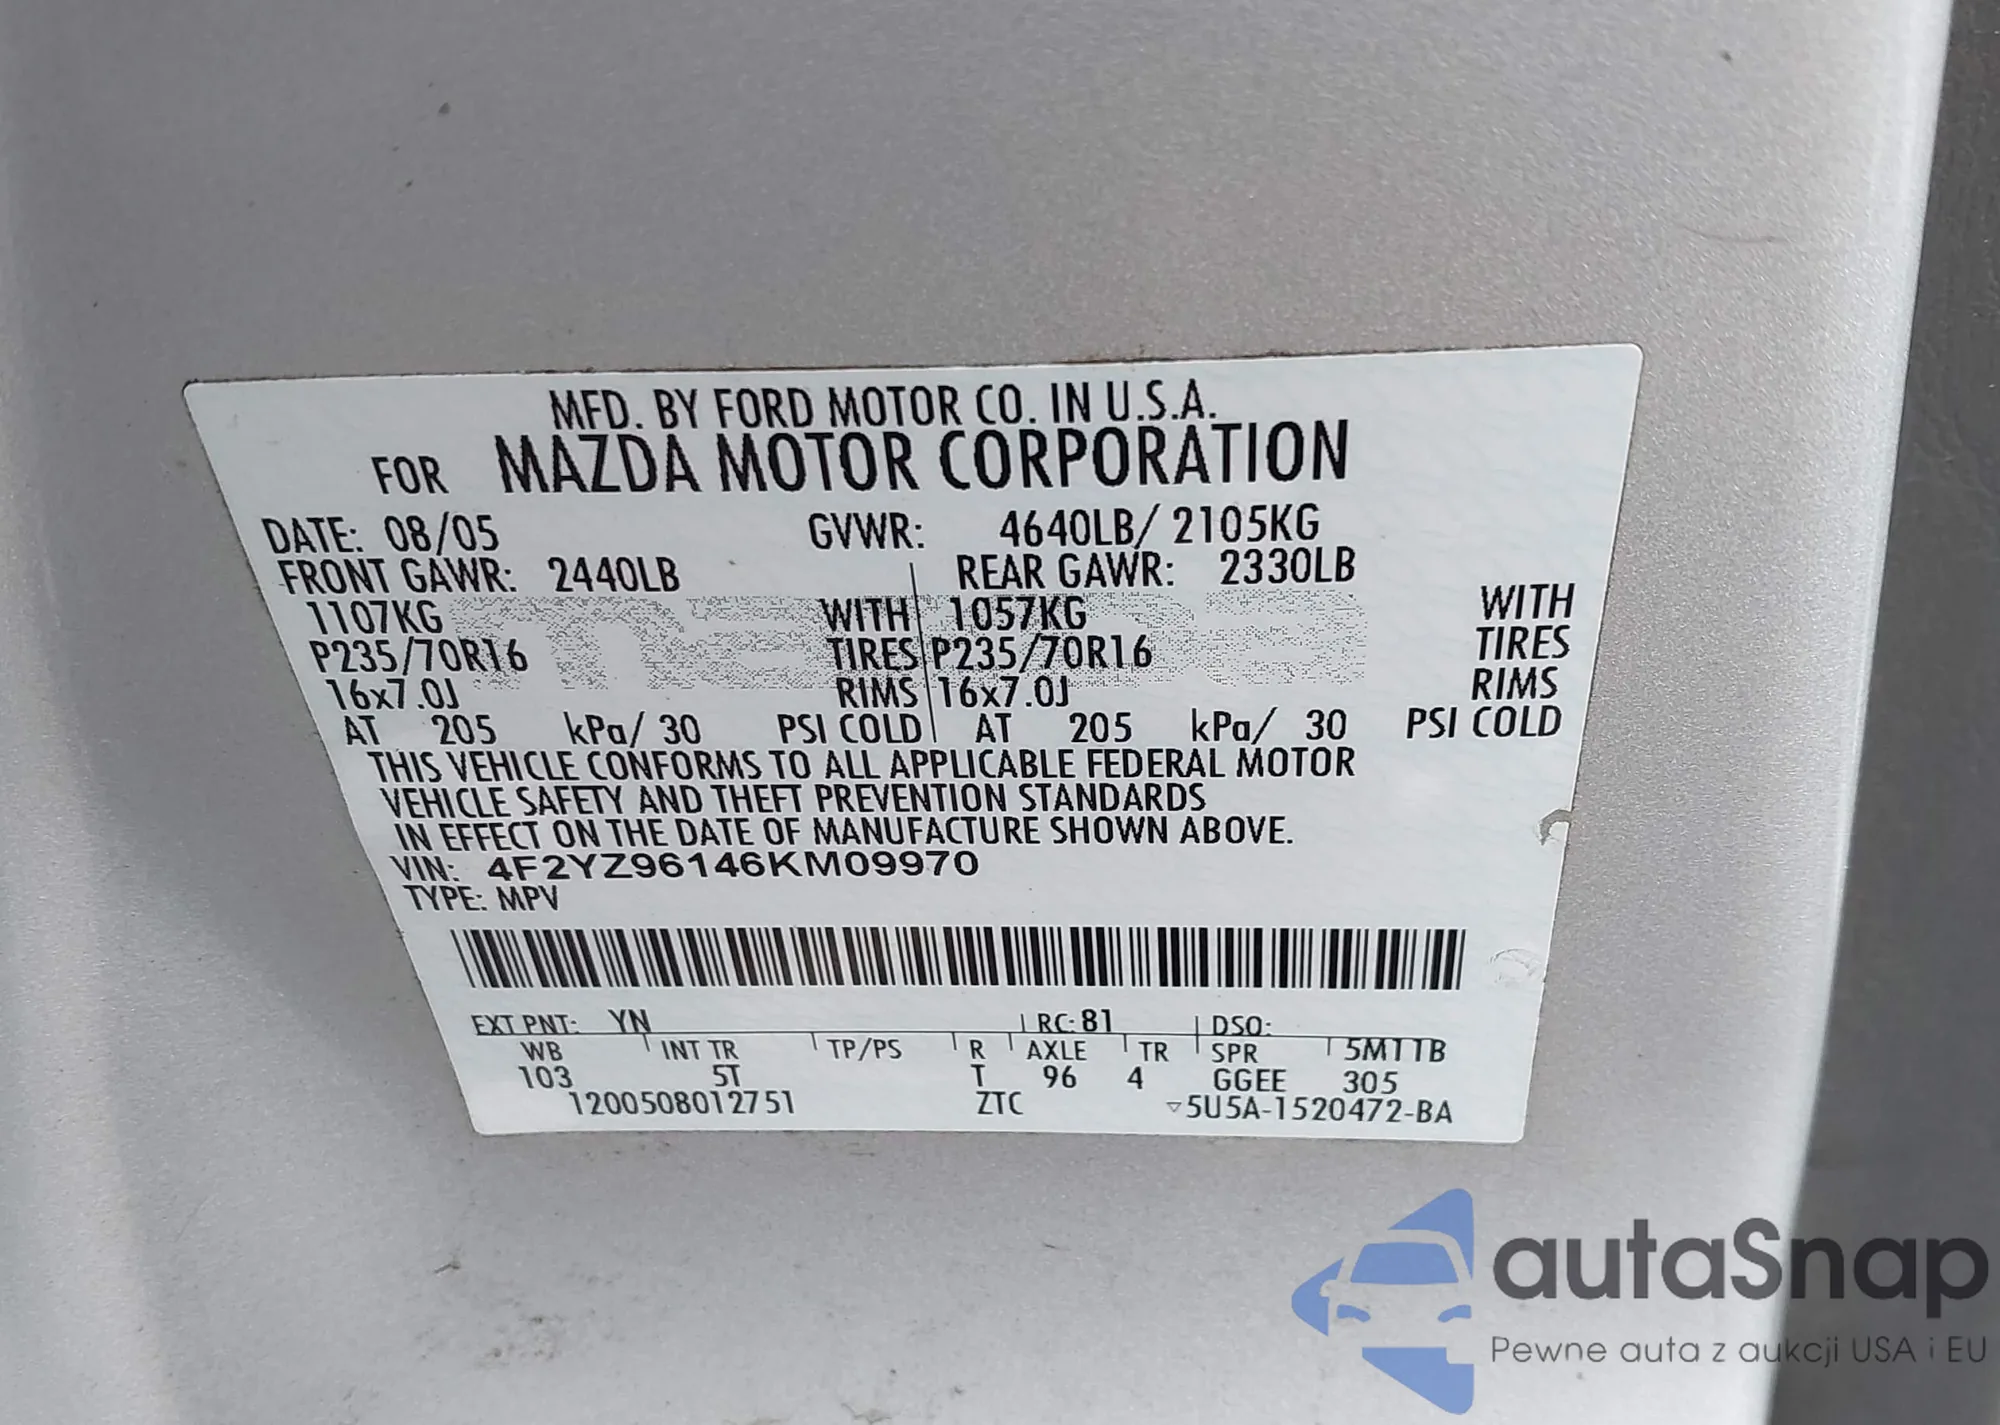 MFD. BY FORD MOTOR CO. IN U.S.A.
FOR MAZDA MOTOR CORPORATION
DATE: 08/05 GVWR: 4640LB/ 2105KG
FRONT GAWR: 2440LB REAR GAWR: 2330LB
1107KG WITH 1057KG WITH
P235/70R16 TIRES P235/70R16 TIRES
16x7.0J RIMS 16x7.0J RIMS
AT 205 kPa/ 30 PSI COLD AT 205 kPa/ 30 PSI COLD
THIS VEHICLE CONFORMS TO ALL APPLICABLE FEDERAL MOTOR
VEHICLE SAFETY AND THEFT PREVENTION STANDARDS
IN EFFECT ON THE DATE OF MANUFACTURE SHOWN ABOVE.
VIN: 4F2YZ96146KM09970
TYPE: MPV
EXT PNT: YN RC: 81 DSO:
WB INT TR TP/PS R AXLE TR SPR 5M11B
103 5T T 96 4 GGEE 305
1200508012751 ZTC ▽5U5A-1520472-BA
autaSnap
Pewne auta z aukcji USA i EU